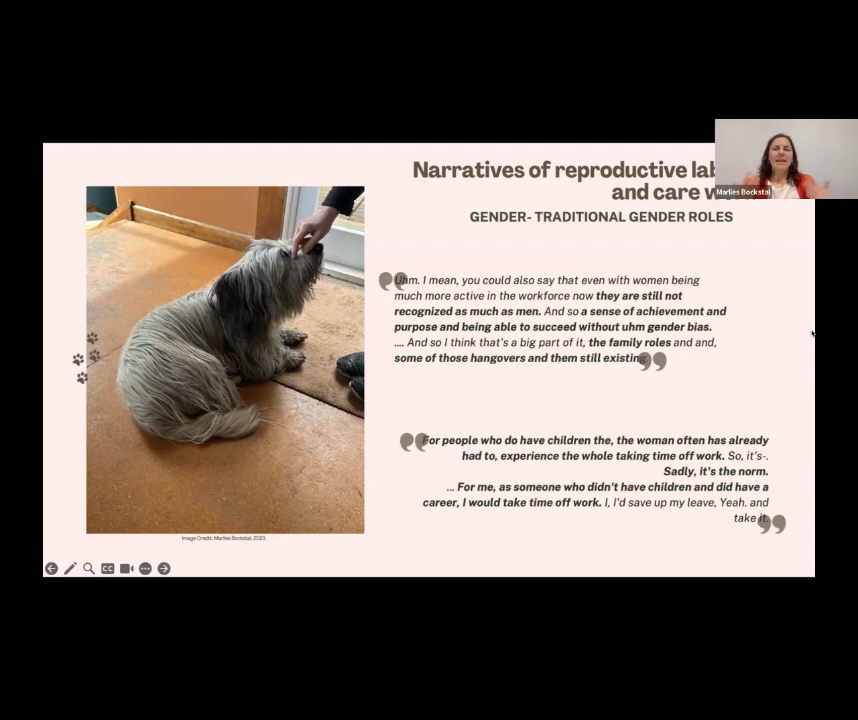 Narratives of reproductive
and care
GENDER- TRADITIONAL GENDER ROLES
Marlies Bockstal
Uhm. I mean, you could also say that even with women being
much more active in the workforce now they are still not
recognized as much as men. And so a sense of achievement and
purpose and being able to succeed without uhm gender bias.
.... And so I think that's a big part of it, the family roles and and,
some of those hangovers and them still existing
For people who do have children the, the woman often has already
had to, experience the whole taking time off work. So, it's-.
Sadly, it's the norm.
... For me, as someone who didn't have children and did have a
career, I would take time off work. I, I'd save up my leave, Yeah. and
take it.
Image Credit: Marlies Bockstal, 2023.
CC